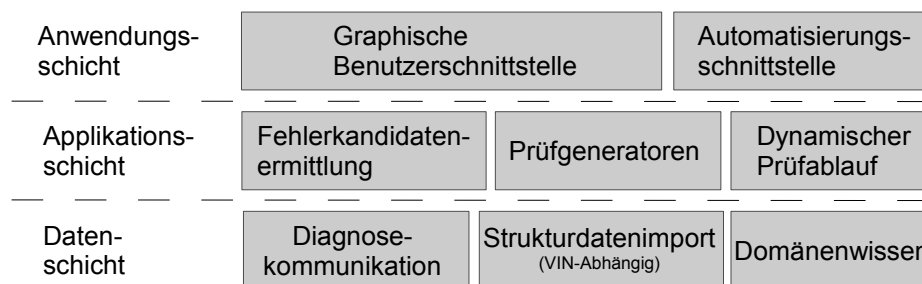 Anwendungs-
schicht
Graphische
Benutzerschnittstelle
Automatisierungs-
schnittstelle
Applikations-
schicht
Fehlerkandidaten-
ermittlung
Prüfgeneratoren
Dynamischer
Prüfablauf
Daten-
schicht
Diagnose-
kommunikation
Strukturdatenimport
(VIN-Abhängig)
Domänenwissen